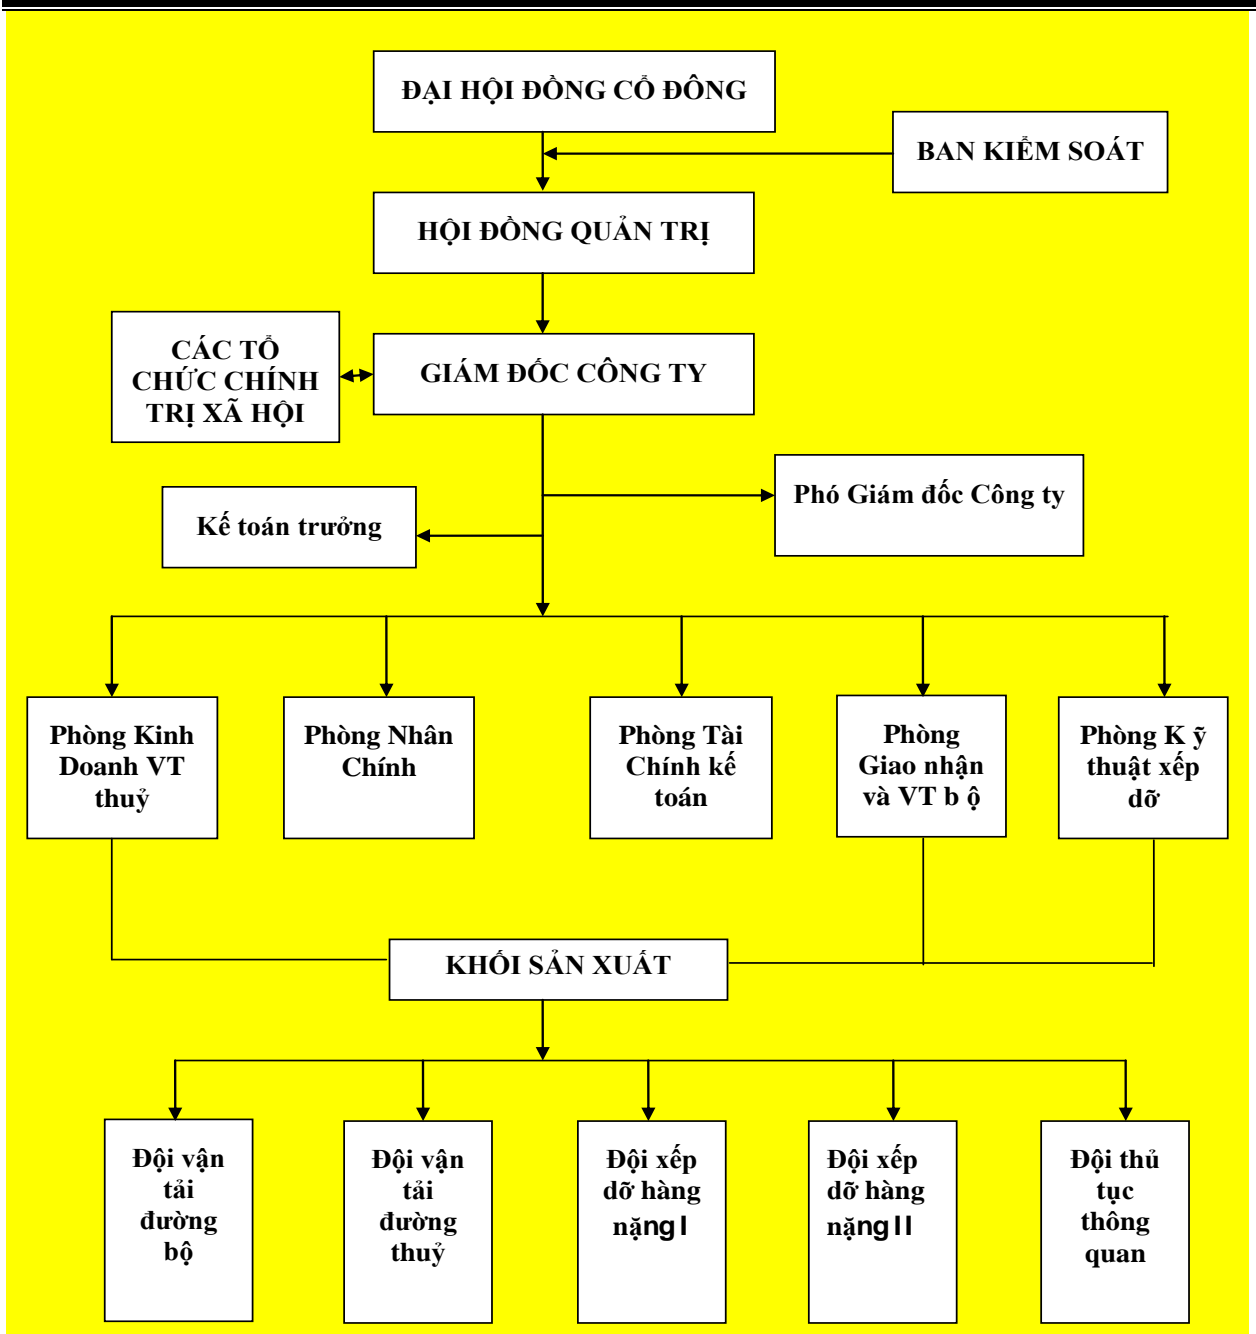 ĐẠI HỘI ĐỒNG CỔ ĐÔNG
BAN KIỂM SOÁT
HỘI ĐỒNG QUẢN TRỊ
CÁC TỔ
CHỨC CHÍNH
TRỊ XÃ HỘI
GIÁM ĐỐC CÔNG TY
Phó Giám đốc Công ty
Kế toán trưởng
Phòng Kinh
Doanh VT
thuỷ
Phòng Nhân
Chính
Phòng Tài
Chính kế
toán
Phòng
Giao nhận
và VT b ộ
Phòng K ỹ
thuật xếp
dỡ
KHỐI SẢN XUẤT
Đội vận
tải
đường
bộ
Đội vận
tải
đường
thuỷ
Đội xếp
dỡ hàng
nặng I
Đội xếp
dỡ hàng
nặng II
Đội thủ
tục
thông
quan